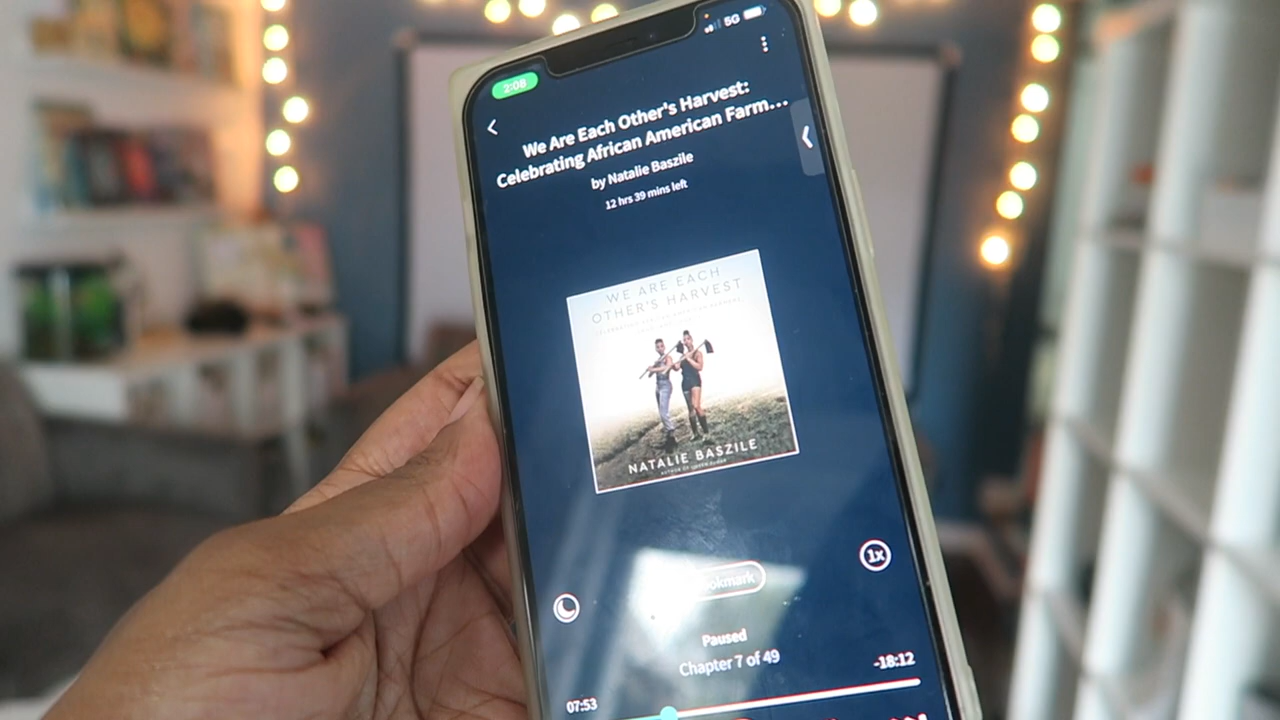 5G
2:08
We Are Each Other's Harvest:
Celebrating African American Farm...
by Natalie Baszile
12 hrs 39 mins left
WE ARE EACH
OTHER'S HARVEST
NATALIE BASZILE
1x
okmark
Paused
Chapter 7 of 49
07:53
-18:12